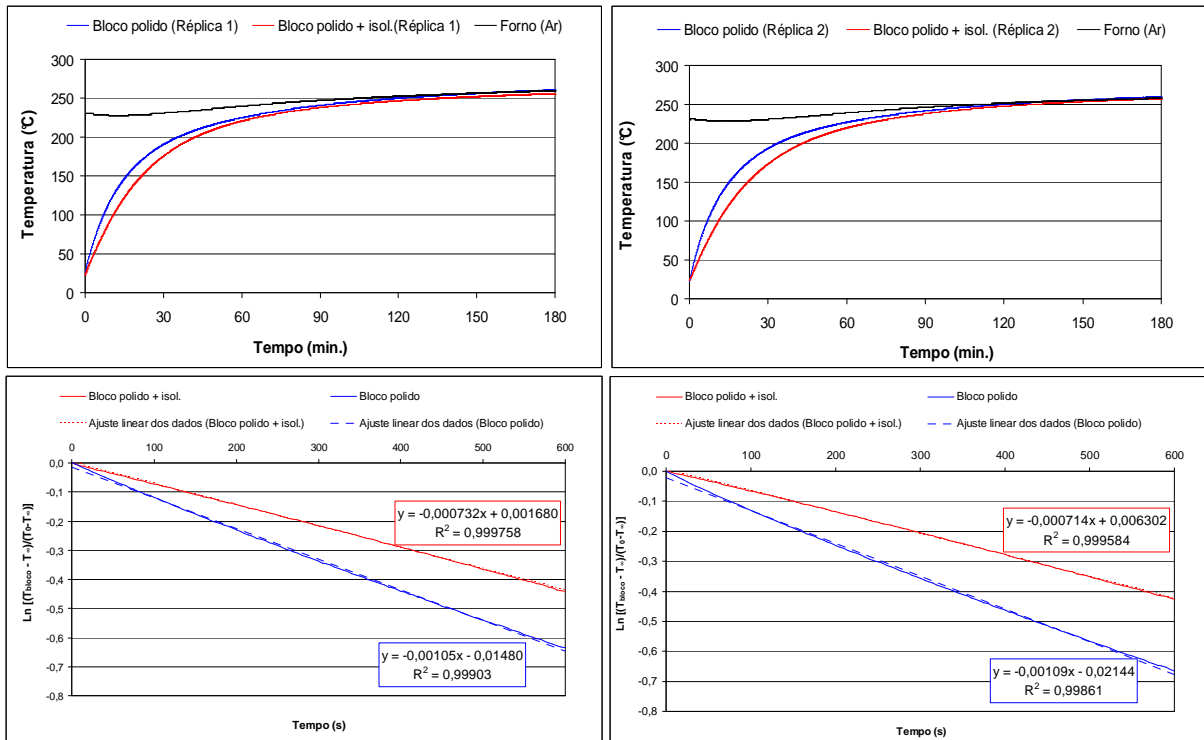 Bloco polido (Réplica 1) Bloco polido + isol.(Réplica 1) Forno (Ar)
Temperatura (ºC)
300
250
200
150
100
50
0
0 30 60 90 120 150 180
Tempo (min.)
Bloco polido (Réplica 2) Bloco polido + isol. (Réplica 2) Forno (Ar)
Temperatura (ºC)
300
250
200
150
100
50
0
0 30 60 90 120 150 180
Tempo (min.)
Bloco polido + isol. Bloco polido
Ajuste linear dos dados (Bloco polido + isol.) Ajuste linear dos dados (Bloco polido)
0 100 200 300 400 500 600
Ln [(Tbloco - T∞)/(T0-T∞)]
0,0
-0,1
-0,2
-0,3
-0,4
-0,5
-0,6
-0,7
-0,8
y = -0,000732x + 0,001680
R² = 0,999758
y = -0,00105x - 0,01480
R² = 0,99903
Tempo (s)
Bloco polido + isol. Bloco polido
Ajuste linear dos dados (Bloco polido + isol.) Ajuste linear dos dados (Bloco polido)
0 100 200 300 400 500 600
Ln [(Tbloco - T∞)/(T0-T∞)]
0,0
-0,1
-0,2
-0,3
-0,4
-0,5
-0,6
-0,7
-0,8
y = -0,000714x + 0,006302
R² = 0,999584
y = -0,00109x - 0,02144
R² = 0,99861
Tempo (s)